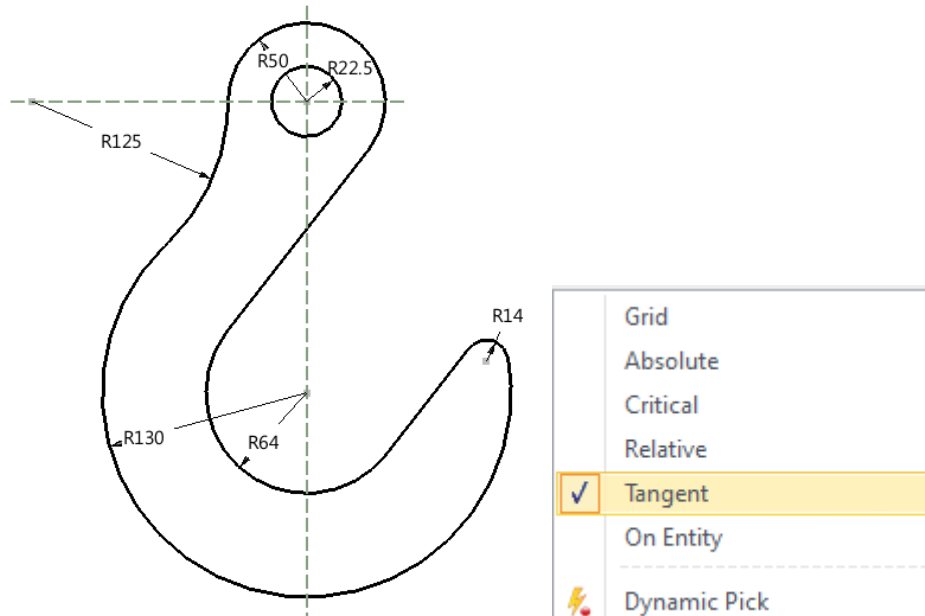 R50
R22.5
R125
R14
R130
R64
Grid
Absolute
Critical
Relative
Tangent
On Entity
Dynamic Pick